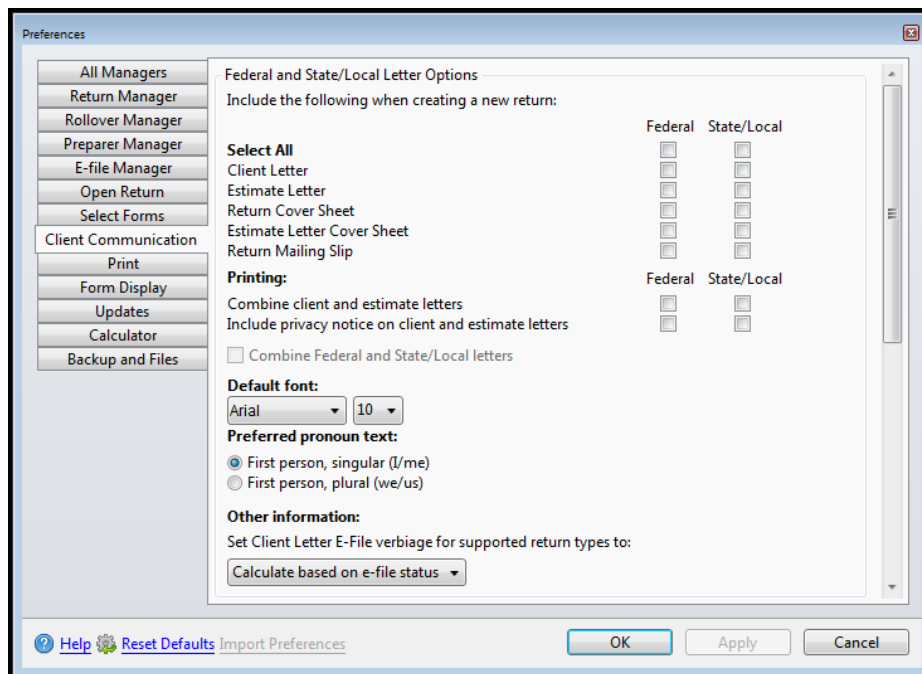 Preferences
All Managers
Return Manager
Rollover Manager
Preparer Manager
E-file Manager
Open Return
Select Forms
Client Communication
Print
Form Display
Updates
Calculator
Backup and Files
Federal and State/Local Letter Options
Include the following when creating a new return:
Federal State/Local
Select All
Client Letter
Estimate Letter
Return Cover Sheet
Estimate Letter Cover Sheet
Return Mailing Slip
Printing: Federal State/Local
Combine client and estimate letters
Include privacy notice on client and estimate letters
Combine Federal and State/Local letters
Default font:
Arial 10
Preferred pronoun text:
First person, singular (I/me)
First person, plural (we/us)
Other information:
Set Client Letter E-File verbiage for supported return types to:
Calculate based on e-file status
Help Reset Defaults Import Preferences OK Apply Cancel